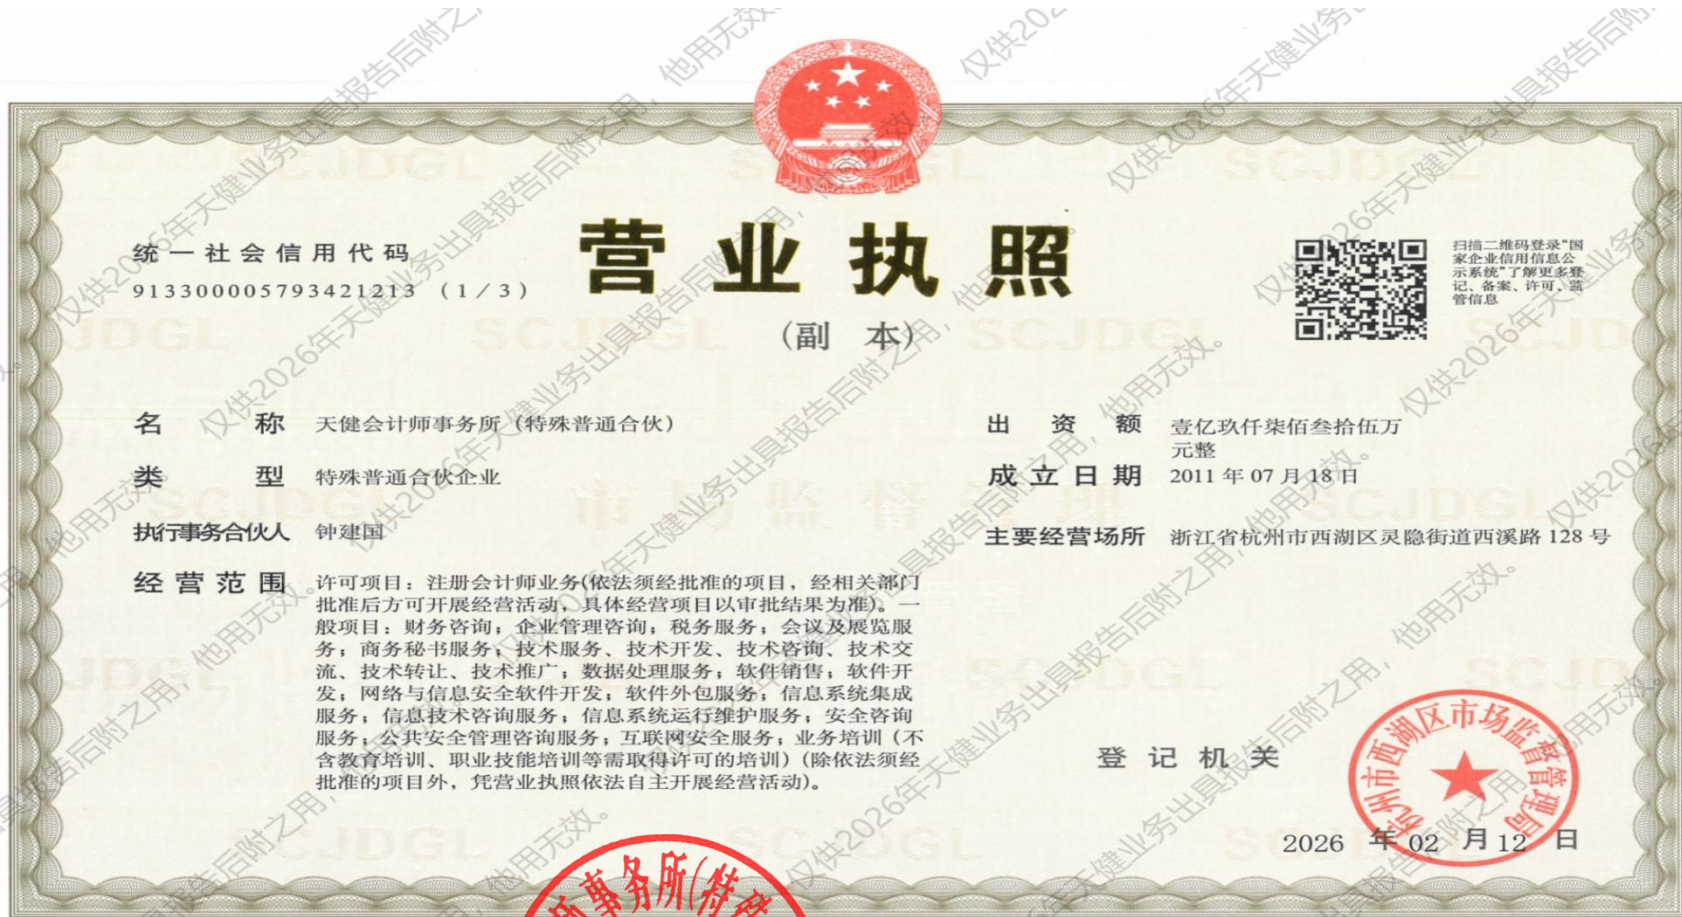 营业执照
(副 本)
统一社会信用代码
913300005793421213 (1/3)
扫描二维码登录“国
家企业信用信息公
示系统”了解更多登
记、备案、许可、监
管信息
名 称 天健会计师事务所（特殊普通合伙）
类 型 特殊普通合伙企业
执行事务合伙人 钟建国
经营范围 许可项目：注册会计师业务(依法须经批准的项目，经相关部门
批准后方可开展经营活动，具体经营项目以审批结果为准)。一
般项目：财务咨询；企业管理咨询；税务服务；会议及展览服
务；商务秘书服务；技术服务、技术开发、技术咨询、技术交
流、技术转让、技术推广；数据处理服务；软件销售；软件开
发；网络与信息安全软件开发；软件外包服务；信息系统集成
服务；信息技术咨询服务；信息系统运行维护服务；安全咨询
服务；公共安全管理咨询服务；互联网安全服务；业务培训（不
含教育培训、职业技能培训等需取得许可的培训）(除依法须经
批准的项目外，凭营业执照依法自主开展经营活动)。
出 资 额 壹亿玖仟柒佰叁拾伍万
元整
成立日期 2011年07月18日
主要经营场所 浙江省杭州市西湖区灵隐街道西溪路128号
登记机关
杭州市西湖区市场监督管理局
2026 年 02 月 12 日
师事务所(特殊
仅供2026年天健业务出具报告后附之用，他用无效。
SCJDGL
市场监督管理